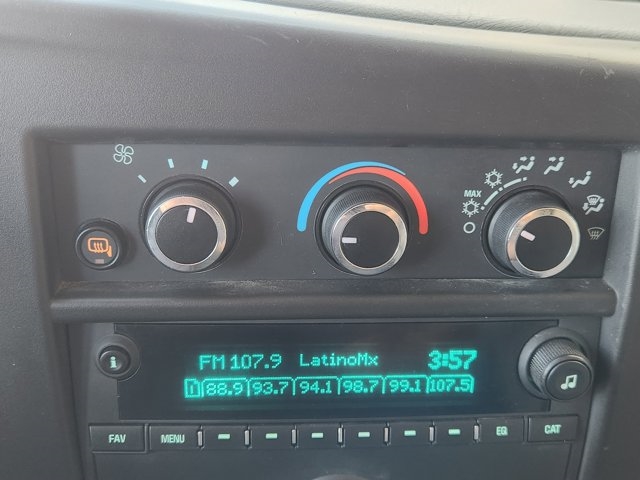 MAX
FM 107.9 LatinoMx 3:57
1 88.9 93.7 94.1 98.7 99.1 107.5
FAV MENU EQ CAT